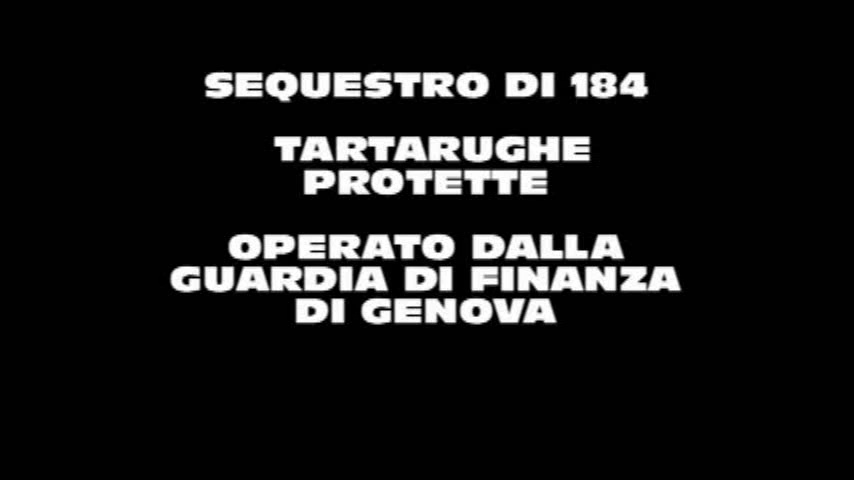 SEQUESTRO DI 184
TARTARUGHE
PROTETTE
OPERATO DALLA
GUARDIA DI FINANZA
DI GENOVA